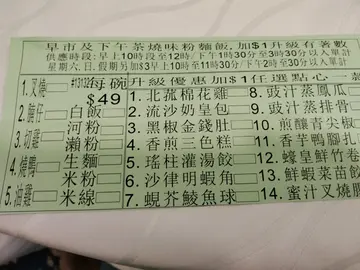 早市及下午茶燒味粉麵飯, 加$1升級有著數
供應時段: 早上10時段至12時/下午1時30分至3時30分以入單計
星期六,日,假期另加$3早上10時至11時30分/下午2時至30分以入單計
1.叉燒
2.腩仔
3.切雞
4.燒鴨
5.油雞
每碗
$49
白飯
河粉
瀨粉
生麵
米粉
米線
升級優惠加$1任選點心一款
1.北菰棉花雞
2.流沙奶皇包
3.黑椒金錢肚
4.香煎三色糕
5.瑤柱灌湯餃
6.沙律明蝦角
7.蜆芥鯪魚球
8.豉汁蒸鳳爪
9.豉汁蒸排骨
10.煎釀青尖椒
11.香芋鴨腳扎
12.蠔皇鮮竹卷
13.鮮蝦菜苗餃
14.蜜汁叉燒腸